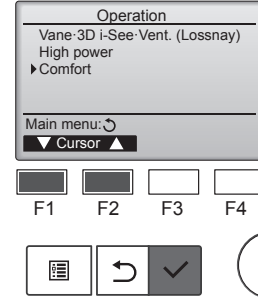 Operation
Vane·3D i-See·Vent. (Lossnay)
High power
Comfort
Main menu:
Cursor
F1 F2 F3 F4